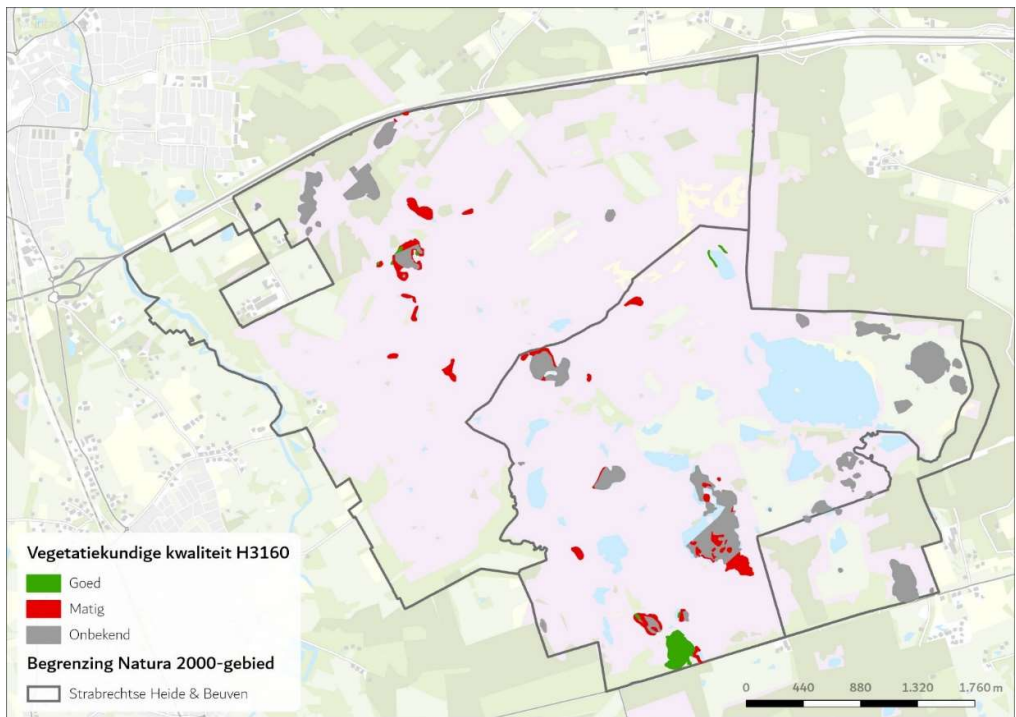 Vegetatiekundige kwaliteit H3160
Goed
Matig
Onbekend
Begrenzing Natura 2000-gebied
Strabrechtse Heide & Beuven
0 440 880 1.320 1.760 m